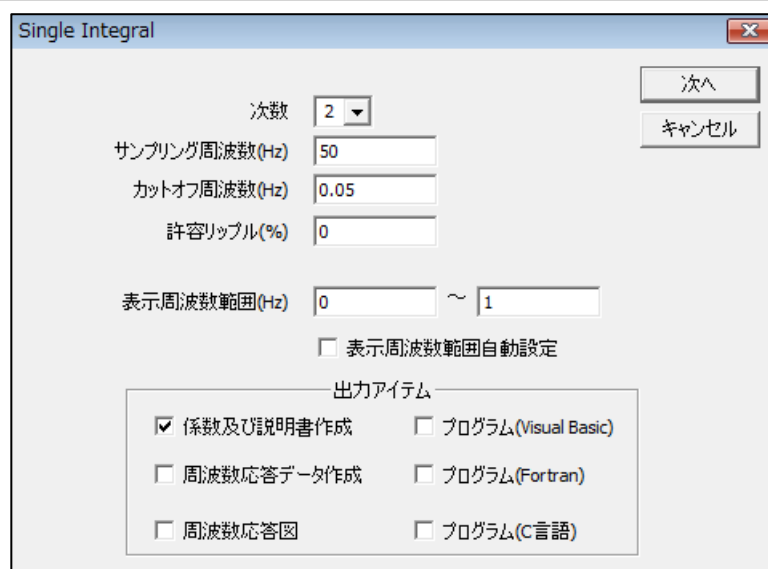 Single Integral
次へ
キャンセル
次数 2
サンプリング周波数(Hz) 50
カットオフ周波数(Hz) 0.05
許容リップル(%) 0
表示周波数範囲(Hz) 0 ～ 1
表示周波数範囲自動設定
出力アイテム
係数及び説明書作成 プログラム(Visual Basic)
周波数応答データ作成 プログラム(Fortran)
周波数応答図 プログラム(C言語)